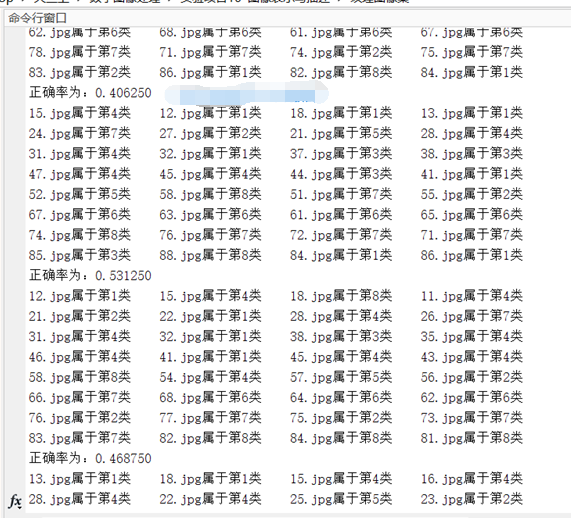 命令行窗口
62.jpg属于第6类 68.jpg属于第6类 61.jpg属于第6类 66.jpg属于第6类
78.jpg属于第7类 71.jpg属于第7类 74.jpg属于第2类 75.jpg属于第7类
83.jpg属于第2类 86.jpg属于第1类 82.jpg属于第8类 84.jpg属于第1类
正确率为：0.406250
15.jpg属于第4类 12.jpg属于第1类 18.jpg属于第1类 13.jpg属于第1类
24.jpg属于第7类 27.jpg属于第2类 21.jpg属于第5类 28.jpg属于第4类
31.jpg属于第4类 32.jpg属于第1类 37.jpg属于第3类 38.jpg属于第3类
47.jpg属于第4类 45.jpg属于第4类 44.jpg属于第3类 41.jpg属于第1类
52.jpg属于第5类 58.jpg属于第8类 51.jpg属于第7类 55.jpg属于第2类
67.jpg属于第6类 63.jpg属于第6类 61.jpg属于第6类 65.jpg属于第6类
74.jpg属于第8类 76.jpg属于第7类 72.jpg属于第7类 71.jpg属于第7类
85.jpg属于第3类 88.jpg属于第8类 84.jpg属于第1类 86.jpg属于第1类
正确率为：0.531250
12.jpg属于第1类 15.jpg属于第4类 18.jpg属于第8类 11.jpg属于第4类
21.jpg属于第2类 22.jpg属于第1类 28.jpg属于第4类 26.jpg属于第7类
31.jpg属于第4类 32.jpg属于第1类 38.jpg属于第3类 35.jpg属于第4类
46.jpg属于第4类 41.jpg属于第1类 45.jpg属于第4类 43.jpg属于第4类
58.jpg属于第8类 54.jpg属于第4类 57.jpg属于第5类 56.jpg属于第2类
66.jpg属于第7类 68.jpg属于第6类 64.jpg属于第6类 62.jpg属于第6类
76.jpg属于第2类 77.jpg属于第7类 75.jpg属于第2类 73.jpg属于第7类
83.jpg属于第7类 82.jpg属于第8类 84.jpg属于第8类 81.jpg属于第8类
正确率为：0.468750
13.jpg属于第1类 18.jpg属于第1类 15.jpg属于第4类 16.jpg属于第4类
fx 28.jpg属于第4类 22.jpg属于第4类 25.jpg属于第5类 23.jpg属于第2类